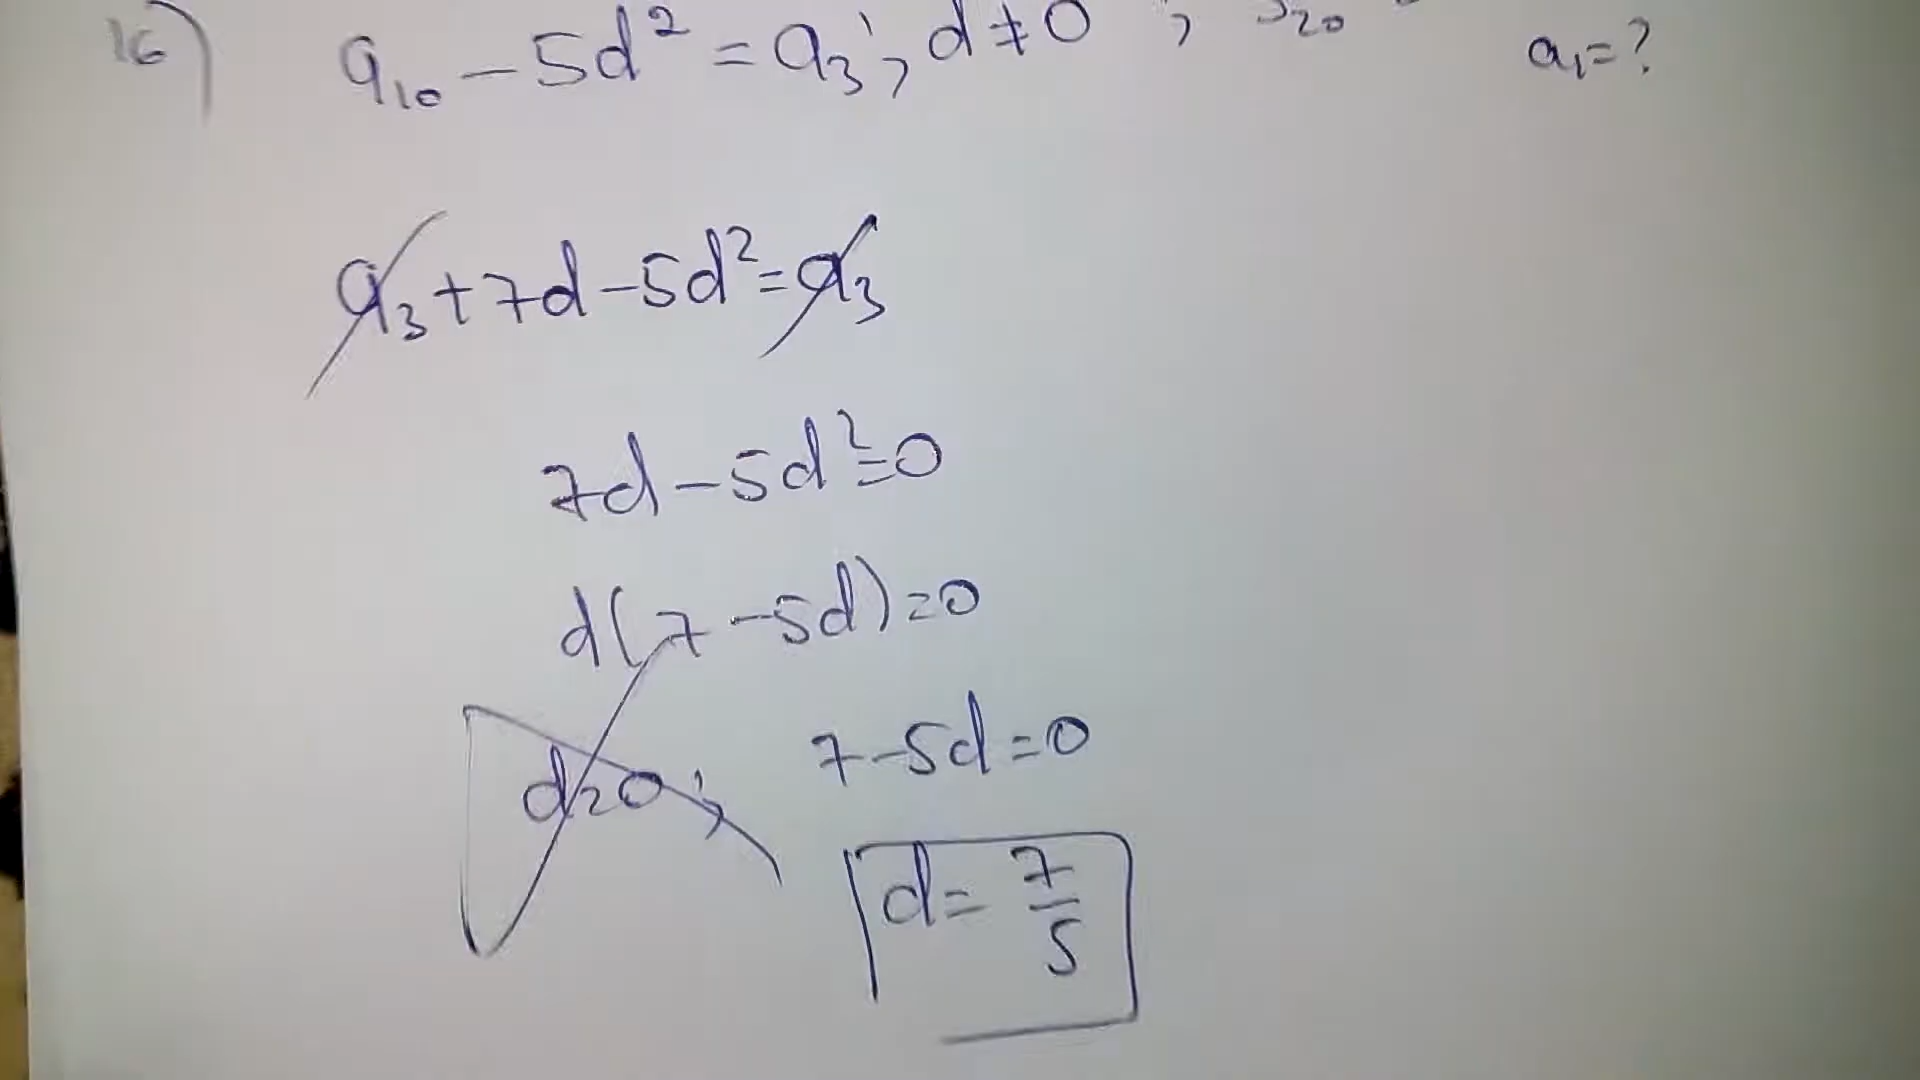 16) a₁₀ - 5d² = a₃ ; d ≠ 0 ; S₂₀ a₁ = ?
a₃ + 7d - 5d² = a₃
7d - 5d² = 0
d(7 - 5d) = 0
d = 0 ; 7 - 5d = 0
d = 7/5